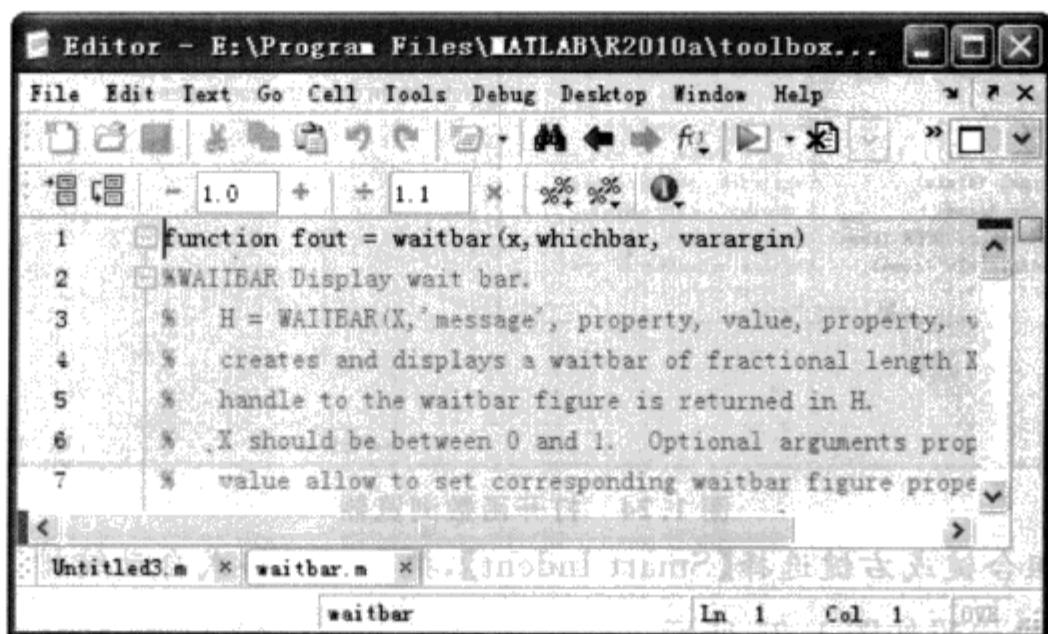 Editor - E:\Program Files\MATLAB\R2010a\toolbox...
File Edit Text Go Cell Tools Debug Desktop Window Help
1.0 1.1
1 function fout = waitbar(x,whichbar, varargin)
2 %WAITBAR Display wait bar.
3 % H = WAITBAR(X,'message', property, value, property, v
4 % creates and displays a waitbar of fractional length X
5 % handle to the waitbar figure is returned in H.
6 % X should be between 0 and 1. Optional arguments prop
7 % value allow to set corresponding waitbar figure prope
Untitled3.m × waitbar.m ×
waitbar Ln 1 Col 1 OVR